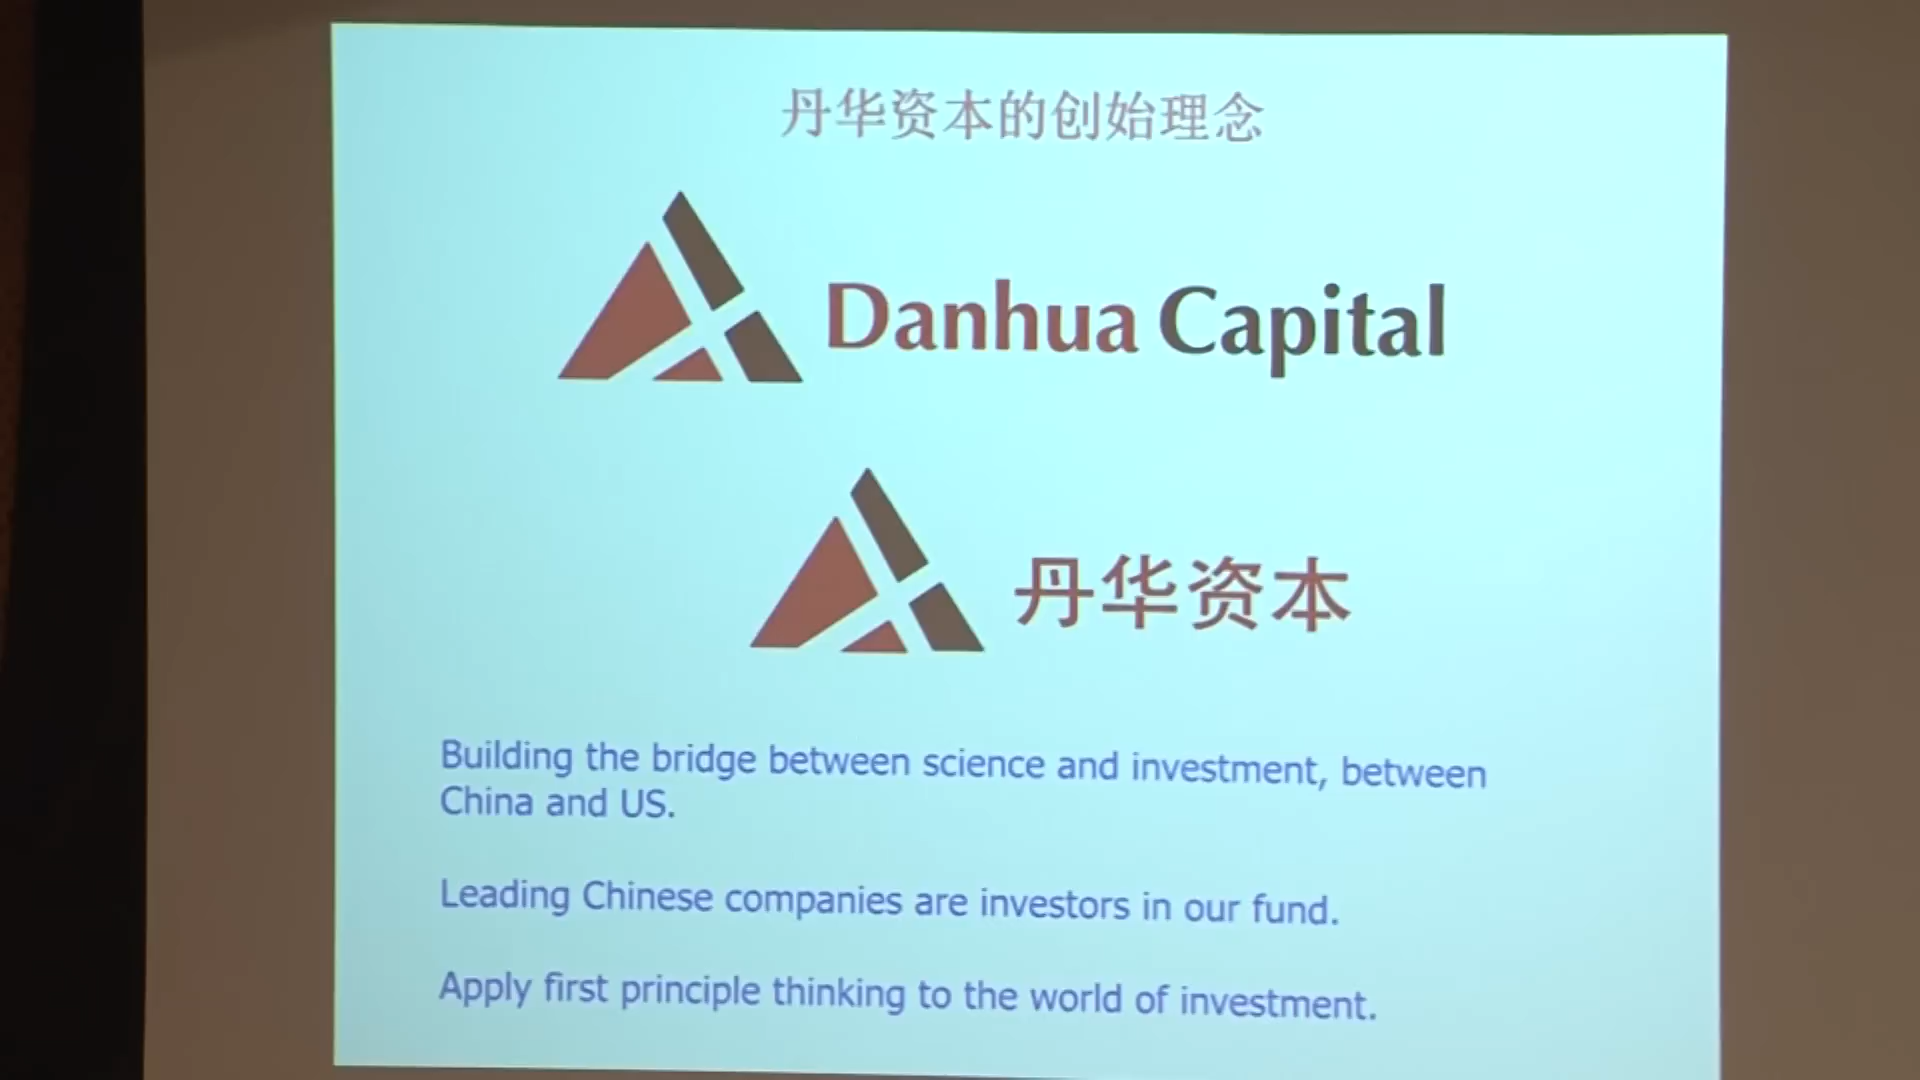 丹华资本的创始理念
Danhua Capital
丹华资本
Building the bridge between science and investment, between
China and US.
Leading Chinese companies are investors in our fund.
Apply first principle thinking to the world of investment.